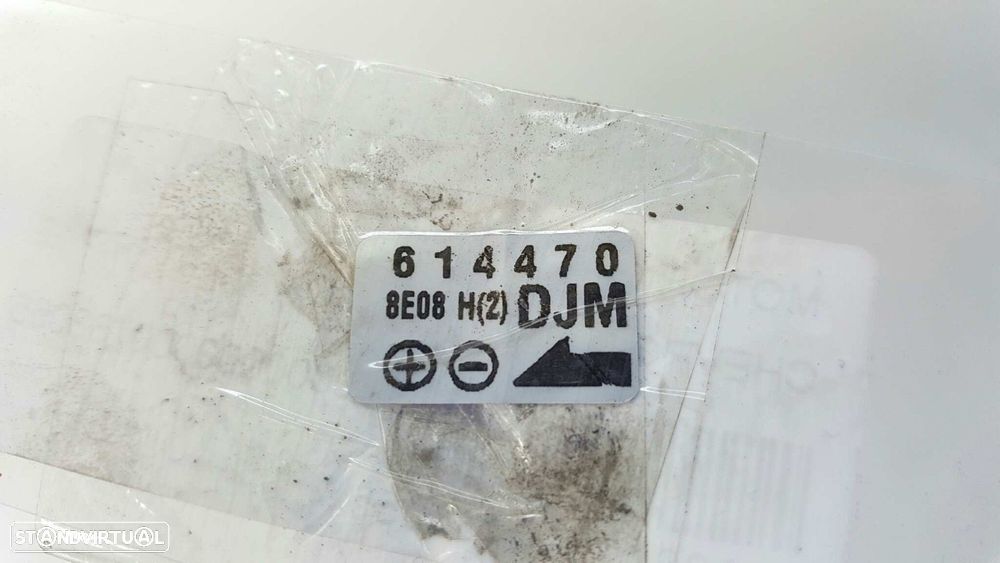 614470
8E08 H(2) DJM
STANDVIRTUAL